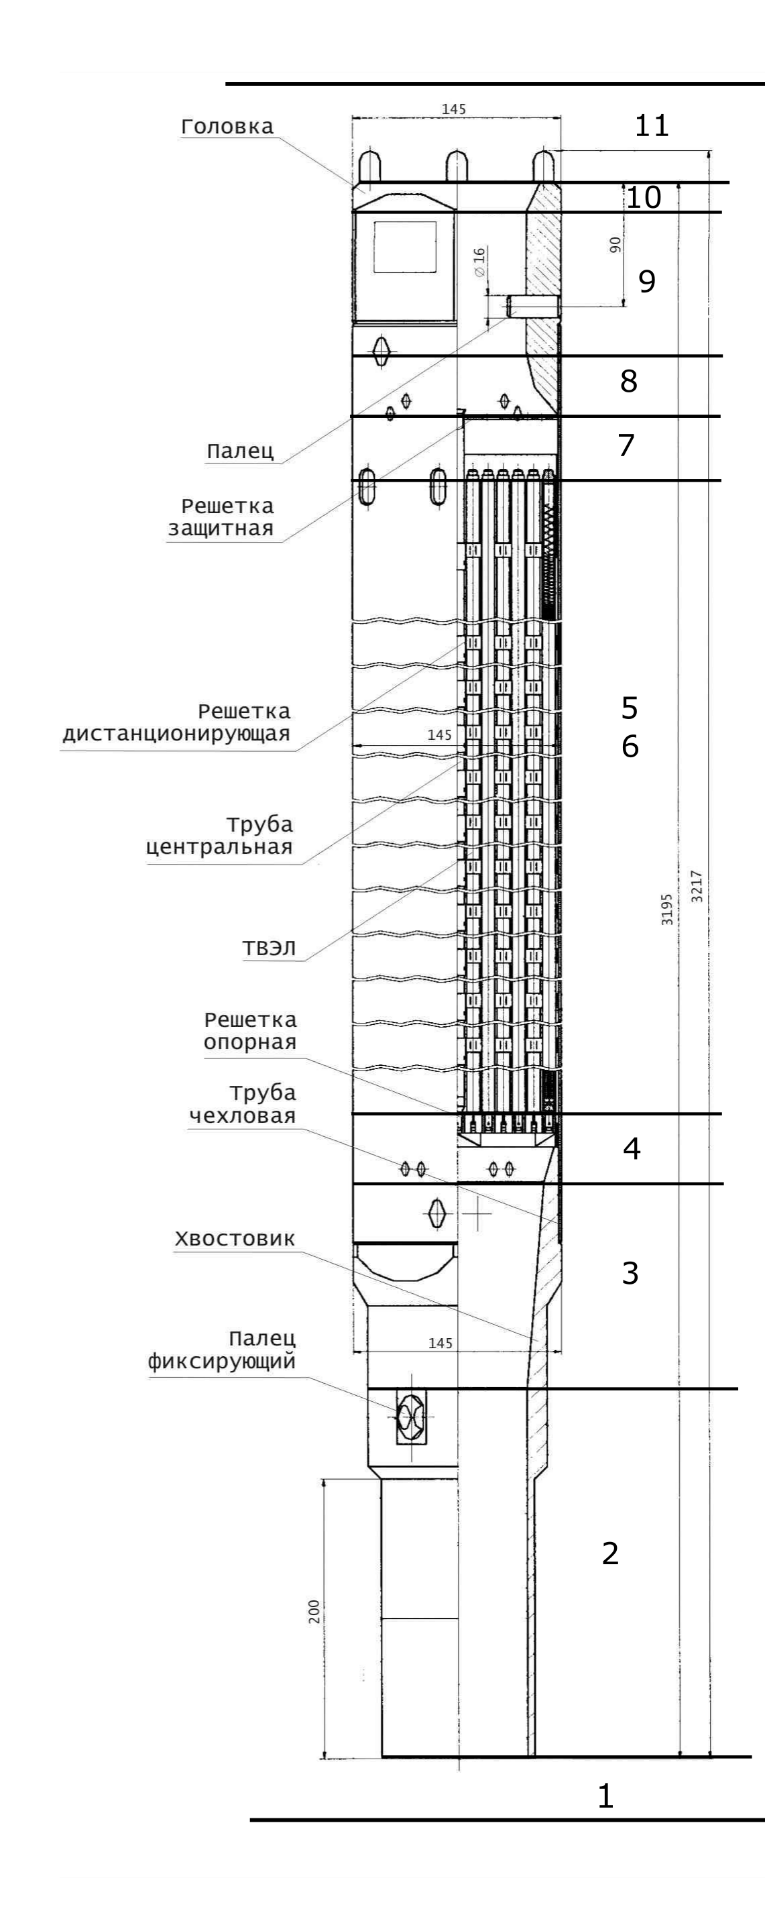 145
Головка
11
10
90
⌀16
9
8
Палец
7
Решетка
защитная
5
Решетка
дистанционирующая
145
6
Труба
центральная
3217
3195
ТВЭЛ
Решетка
опорная
Труба
чехловая
4
Хвостовик
3
Палец
фиксирующий
145
2
200
1